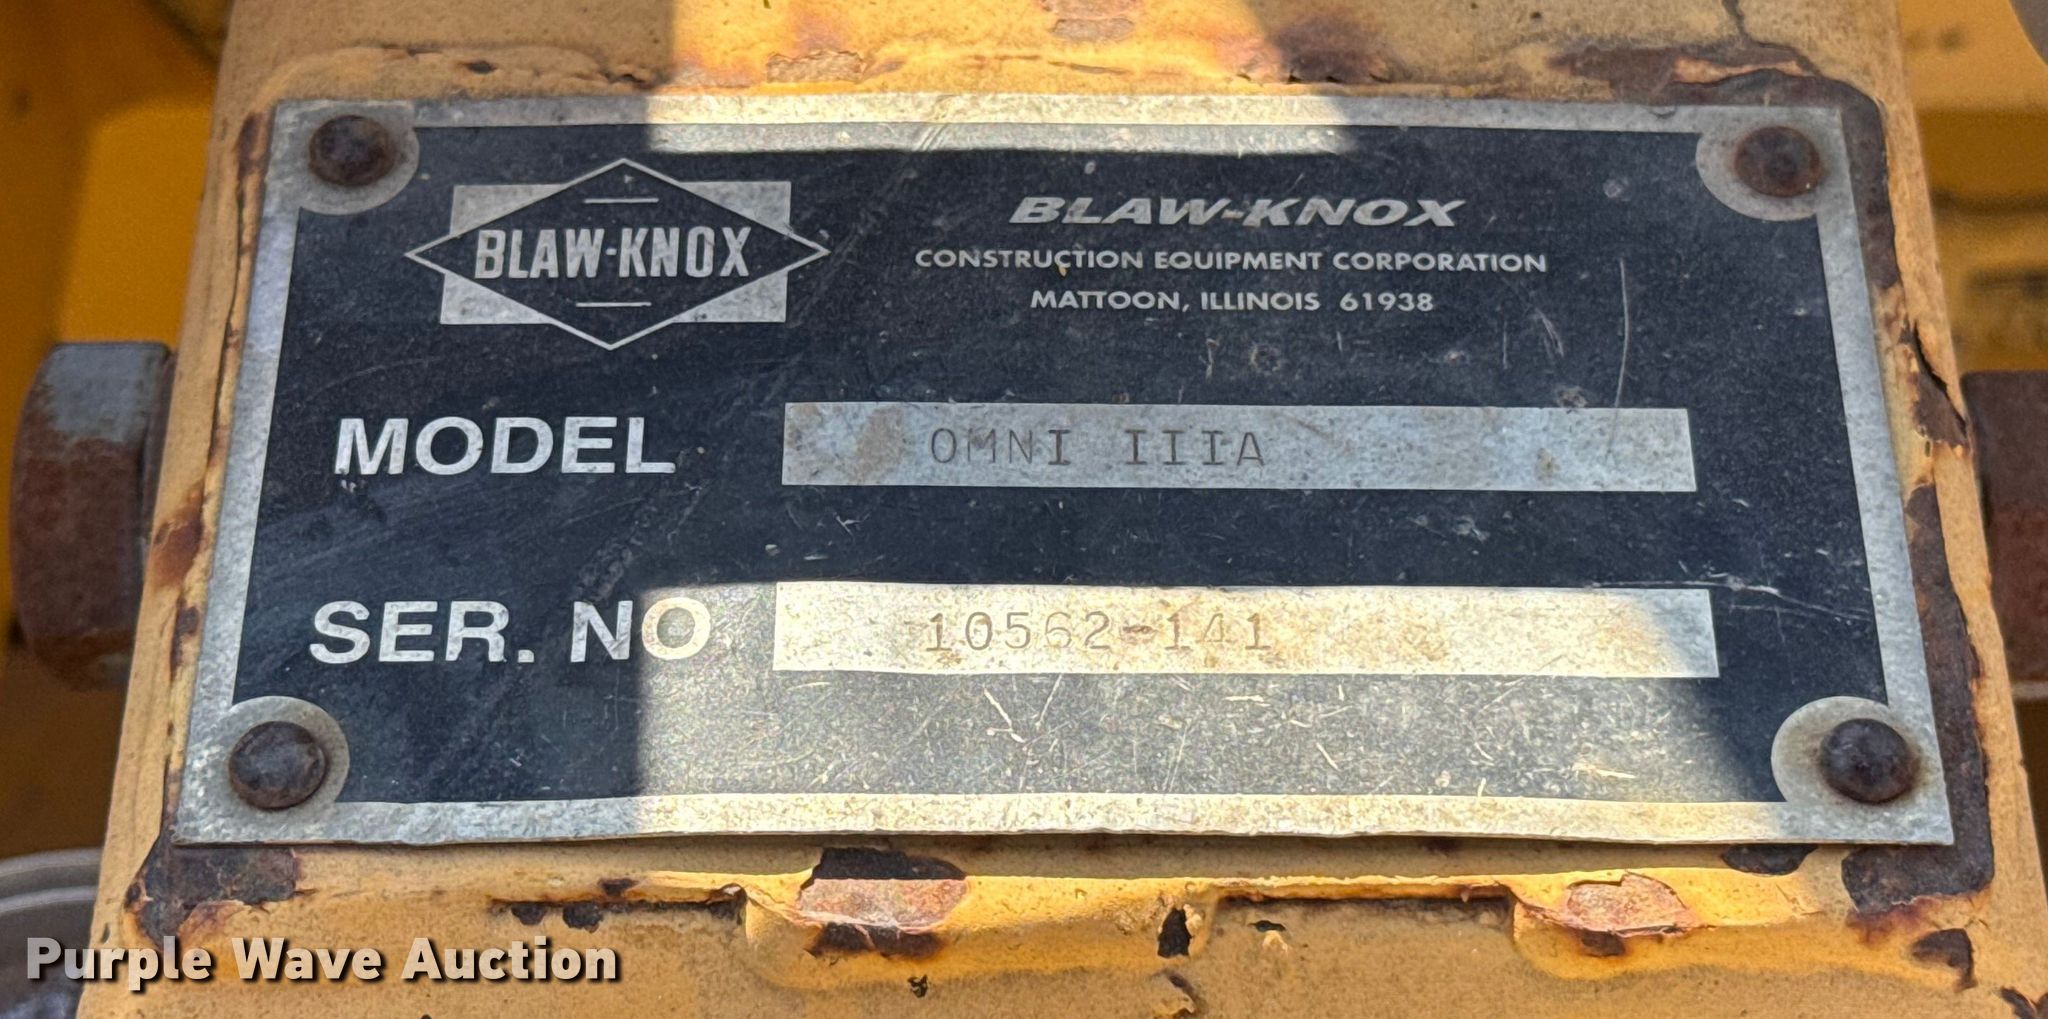 BLAW-KNOX
BLAW-KNOX
CONSTRUCTION EQUIPMENT CORPORATION
MATTOON, ILLINOIS 61938
MODEL OMNI IIIA
SER. NO 10562-141
Purple Wave Auction